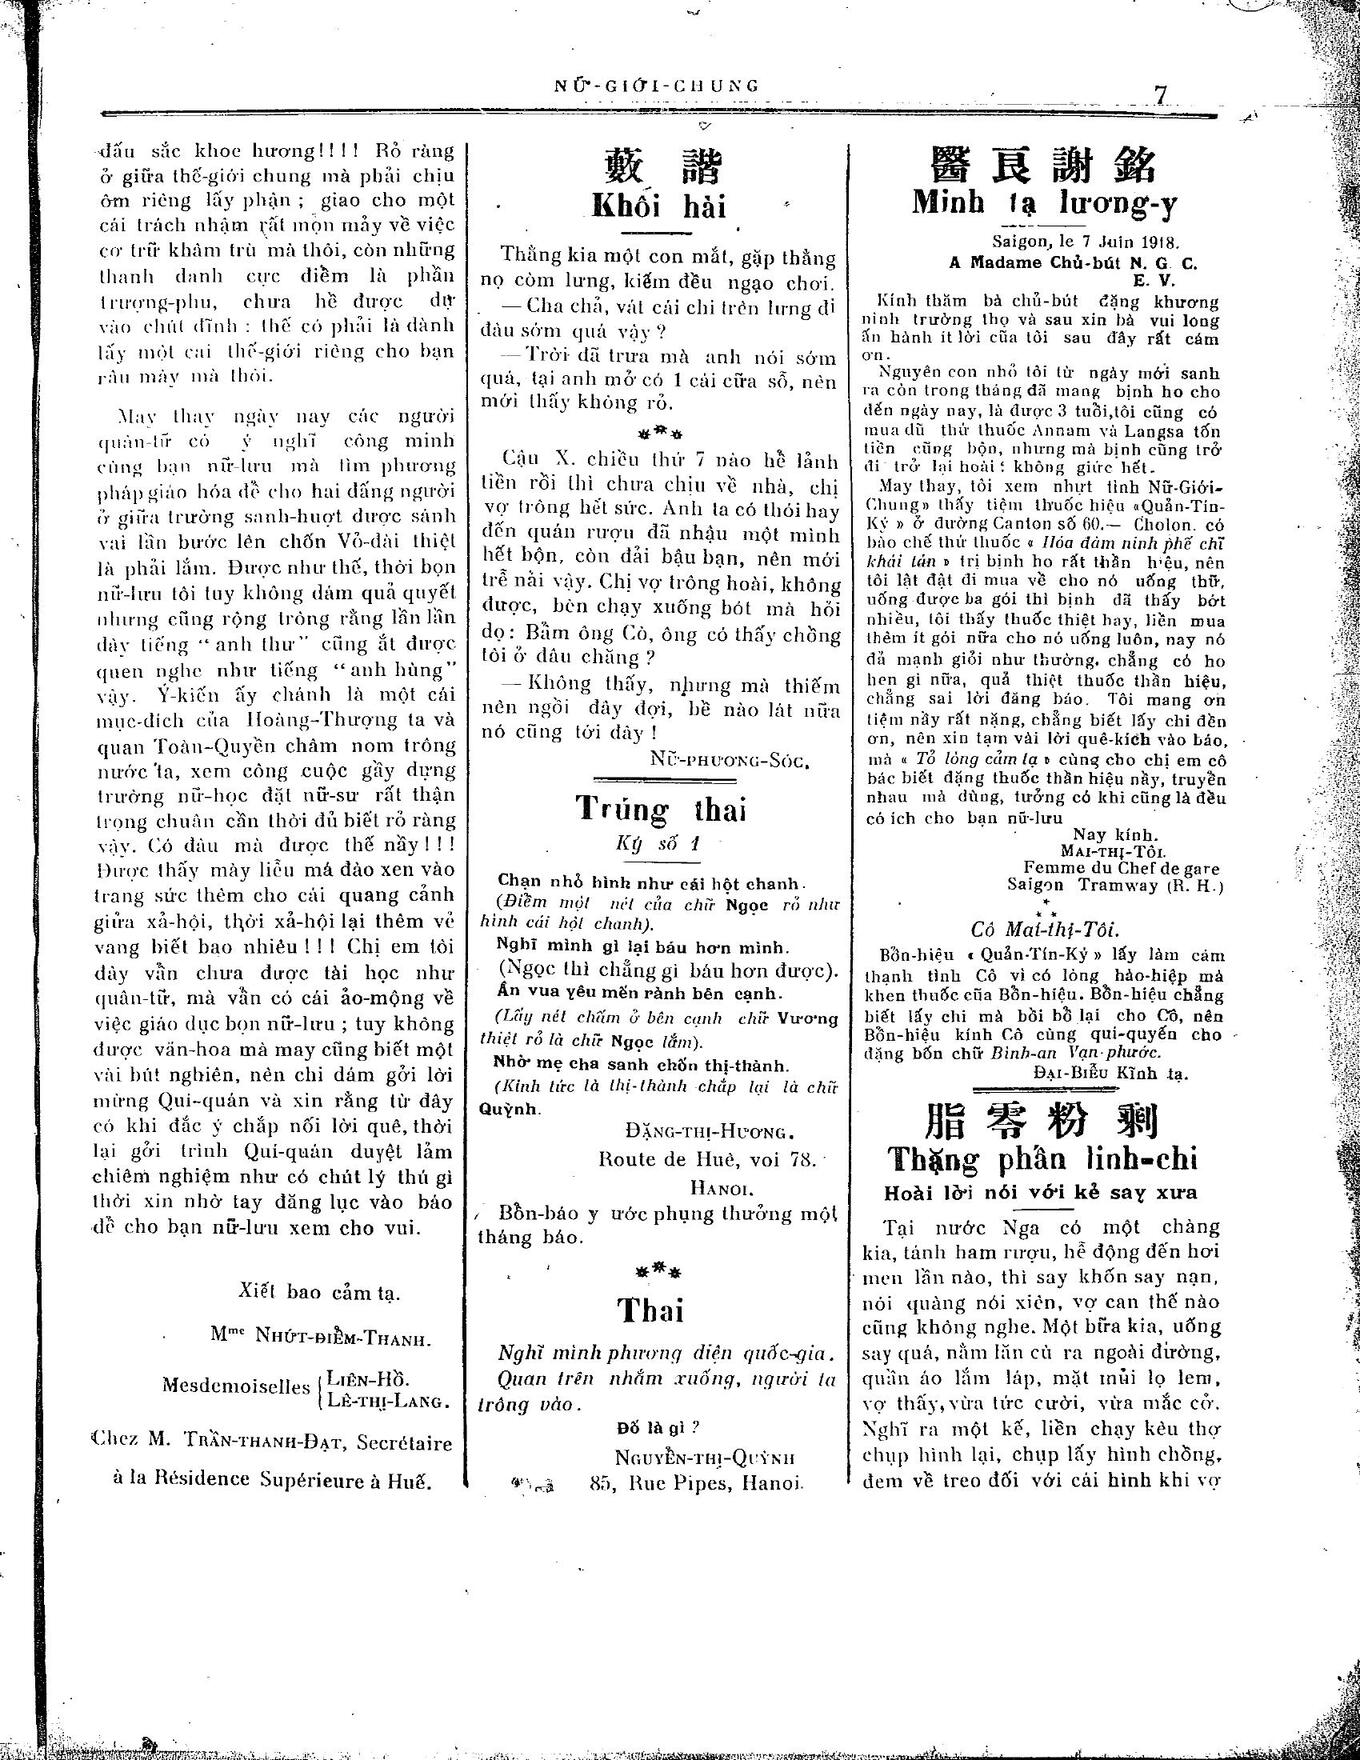 NỮ-GIỚI-CHUNG
7
đấu sắc khoe hương!!!! Rỏ ràng
ở giữa thế-giới chung mà phải chịu
ôm riêng lấy phận ; giao cho một
cái trách nhậm rất mọn mảy về việc
cơ trữ khâm trù mà thôi, còn những
thanh danh cực điểm là phần
trượng-phu, chưa hề được dự
vào chút đĩnh : thế có phải là dành
lấy một cai thế-giới riêng cho bạn
râu mày mà thôi.
May thay ngày nay các người
quân-tử có ý nghĩ công minh
cùng bạn nữ-lưu mà tìm phương
pháp giáo hóa để cho hai đấng người
ở giữa trường sanh-huợt được sánh
vai lần bước lên chốn Vỏ-đài thiệt
là phải lắm. Được như thế, thời bọn
nữ-lưu tôi tuy không dám quả quyết
nhưng cũng rộng trông rằng lần lần
dày tiếng “ anh thư ” cũng ắt được
quen nghe như tiếng “ anh hùng ”
vậy. Ý-kiến ấy chánh là một cái
mục-đich của Hoàng-Thượng ta và
quan Toàn-Quyền châm nom trông
nước ta, xem công cuộc gầy dựng
trường nữ-học đặt nữ-sư rất thận
trọng chuân cần thời đủ biết rỏ ràng
vậy. Có đàu mà được thế nầy!!!
Được thấy mày liễu má đào xen vào
trang sức thêm cho cái quang cảnh
giửa xả-hội, thời xả-hội lại thêm vẻ
vang biết bao nhiêu!!! Chị em tôi
dày vẫn chưa được tài học như
quân-tử, mà vẫn có cái ảo-mộng về
việc giáo dục bọn nữ-lưu ; tuy không
được văn-hoa mà may cũng biết một
vài bút nghiên, nên chi dám gởi lời
mừng Qui-quán và xin rằng từ đây
có khi đắc ý chắp nối lời quê, thời
lại gởi trình Quí-quán duyệt lảm
chiêm nghiệm như có chút lý thú gì
thời xin nhờ tay đăng lục vào báo
để cho bạn nữ-lưu xem cho vui.
Xiết bao cảm tạ.
Mme NHỨT-ĐIỂM-THANH.
Mesdemoiselles { LIÊN-HỒ.
LÊ-THỊ-LANG.
Chez M. TRẦN-THANH-ĐẠT, Secrétaire
à la Résidence Supérieure à Huế.
藪 諧
Khôi hài
Thằng kia một con mắt, gặp thằng
nọ còm lưng, kiếm đều ngạo chơi.
— Cha chả, vát cái chi trên lưng đi
đàu sớm quá vậy ?
— Trời đã trưa mà anh nói sớm
quá, tại anh mở có 1 cái cữa sổ, nên
mới thấy không rỏ.
⁎⁎⁎
Cậu X. chiều thứ 7 nào hễ lảnh
tiền rồi thì chưa chịu về nhà, chị
vợ trông hết sức. Anh ta có thói hay
đến quán rượu đã nhậu một mình
hết bộn, còn dải bậu bạn, nên mới
trễ nải vậy. Chị vợ trông hoài, không
được, bèn chạy xuống bót mà hỏi
dọ : Bẩm ông Cò, ông có thấy chồng
tôi ở đâu chăng ?
— Không thấy, nhưng mà thiếm
nên ngồi đây đợi, bề nào lát nữa
nó cũng tới đây !
NỮ-PHƯƠNG-SÓC.
Trúng thai
Ký số 1
Chạn nhỏ hình như cái hột chanh.
(Điểm một nét của chữ Ngọc rỏ như
hình cái hột chanh).
Nghĩ mình gì lại báu hơn mình.
(Ngọc thì chẳng gi báu hơn được).
Ấn vua yêu mến rành bên cạnh.
(Lấy nét chấm ở bên cạnh chữ Vương
thiệt rỏ là chữ Ngọc lắm).
Nhờ mẹ cha sanh chốn thị-thành.
(Kinh tức là thị-thành chắp lại là chữ
Quỳnh.
ĐẶNG-THỊ-HƯƠNG.
Route de Huê, voi 78.
HANOI.
Bổn-báo y ước phụng thưởng một
tháng báo.
⁎⁎⁎
Thai
Nghĩ mình phương diện quốc-gia.
Quan trên nhắm xuống, người ta
trông vào.
Đố là gì ?
NGUYỄN-THỊ-QUỲNH
85, Rue Pipes, Hanoi.
醫 良 謝 銘
Minh tạ lương-y
Saigon, le 7 Juin 1918.
A Madame Chủ-bút N. G. C.
E. V.
Kính thăm bà chủ-bút đặng khương
ninh trường thọ và sau xin bà vui long
ấn hành ít lời cũa tôi sau đây rất cám
ơn.
Nguyên con nhỏ tôi từ ngày mới sanh
ra còn trong tháng đã mang bịnh ho cho
đến ngày nay, là được 3 tuồi, tôi cũng có
mua dũ thứ thuốc Annam và Langsa tốn
tiền cũng bộn, nhưng mà bịnh cũng trở
đi trở lại hoài ! không giức hết.
May thay, tôi xem nhựt tình Nữ-Giới-
Chung» thấy tiệm thuốc hiệu «Quản-Tín-
Ký » ở đường Canton số 60.— Cholon. có
bào chế thứ thuốc « Hóa đàm ninh phế chĩ
khái tán » trị bịnh ho rất thần hiệu, nên
tôi lật đật đi mua về cho nó uống thữ,
uống được ba gói thì bịnh đã thấy bớt
nhiều, tôi thấy thuốc thiệt hay, liền mua
thêm ít gói nữa cho nó uống luôn, nay nó
đả mạnh giỏi như thường, chẳng có ho
hen gì nữa, quả thiệt thuốc thần hiệu,
chẳng sai lời đăng báo. Tôi mang ơn
tiệm nầy rất nặng, chẳng biết lấy chi đền
ơn, nên xin tạm vài lời quê-kich vào báo,
mà « Tỏ lòng cảm tạ » cùng cho chị em cô
bác biết đặng thuốc thần hiệu nầy, truyền
nhau mà dùng, tưởng có khi cũng là đều
có ích cho bạn nữ-lưu
Nay kính.
MAI-THỊ-TÔI.
Femme du Chef de gare
Saigon Tramway (R. H.)
⁎⁎⁎
Cô Mai-thị-Tôi.
Bổn-hiệu « Quản-Tín-Ký » lấy làm cám
thạnh tình Cô vì có lòng hảo-hiệp mà
khen thuốc cũa Bổn-hiệu. Bổn-hiệu chẵng
biết lấy chi mà bồi bổ lại cho Cô, nên
Bổn-hiệu kính Cô cùng qui-quyến cho
đặng bốn chữ Binh-an Vạn-phước.
ĐẠI-BIỂU Kĩnh tạ.
脂 零 粉 剩
Thặng phấn linh-chi
Hoài lời nói với kẻ say xưa
Tại nước Nga có một chàng
kia, tánh ham rượu, hễ động đến hơi
men lần nào, thì say khốn say nạn,
nói quàng nói xiên, vợ can thế nào
cũng không nghe. Một bữa kia, uống
say quá, nằm lăn cù ra ngoài đường,
quần áo lắm láp, mặt mũi lọ lem,
vợ thấy, vừa tức cười, vừa mắc cở.
Nghĩ ra một kế, liền chạy kêu thợ
chụp hình lại, chụp lấy hình chồng,
đem về treo đối với cái hình khi vợ